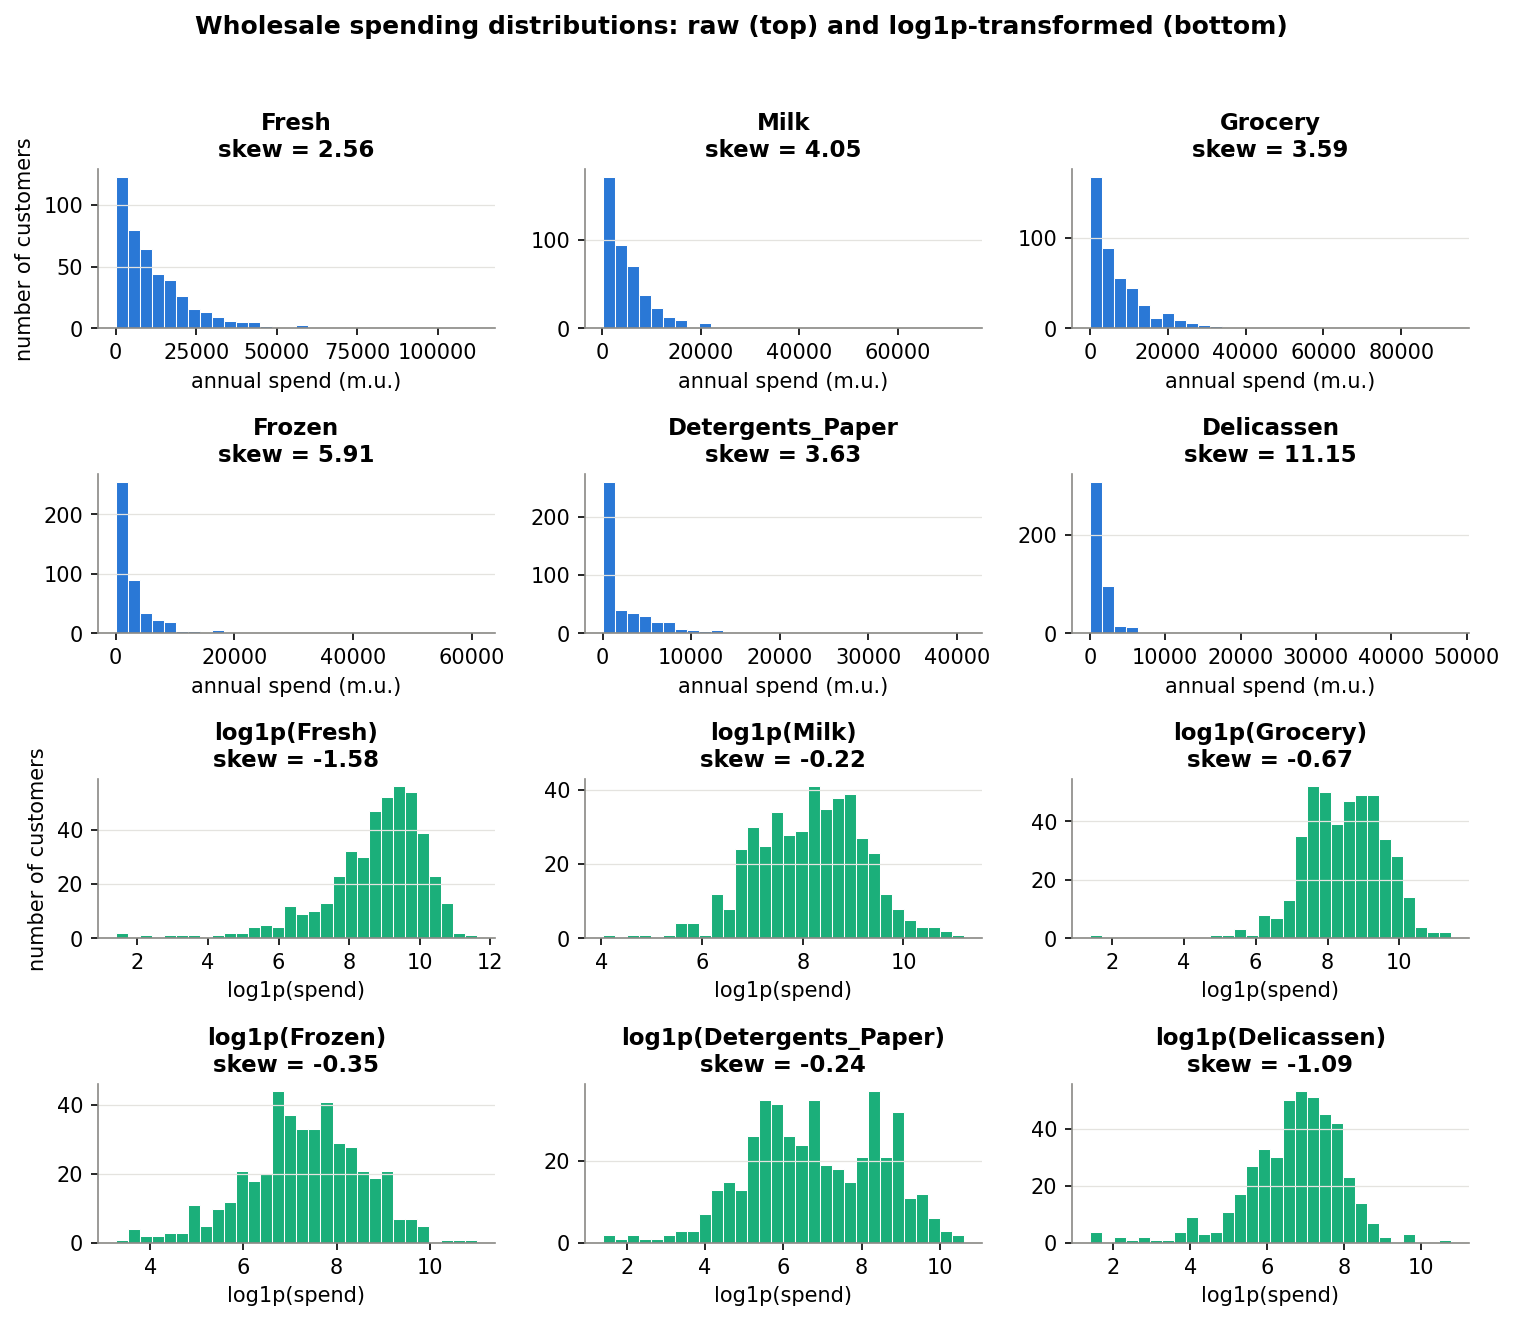 Wholesale spending distributions: raw (top) and log1p-transformed (bottom)
Fresh
skew = 2.56
number of customers
100
50
0
0 25000 50000 75000 100000
annual spend (m.u.)
Milk
skew = 4.05
100
0
0 20000 40000 60000
annual spend (m.u.)
Grocery
skew = 3.59
100
0
0 20000 40000 60000 80000
annual spend (m.u.)
Frozen
skew = 5.91
200
100
0
0 20000 40000 60000
annual spend (m.u.)
Detergents_Paper
skew = 3.63
200
100
0
0 10000 20000 30000 40000
annual spend (m.u.)
Delicassen
skew = 11.15
200
0
0 10000 20000 30000 40000 50000
annual spend (m.u.)
log1p(Fresh)
skew = -1.58
number of customers
40
20
0
2 4 6 8 10 12
log1p(spend)
log1p(Milk)
skew = -0.22
40
20
0
4 6 8 10
log1p(spend)
log1p(Grocery)
skew = -0.67
40
20
0
2 4 6 8 10
log1p(spend)
log1p(Frozen)
skew = -0.35
40
20
0
4 6 8 10
log1p(spend)
log1p(Detergents_Paper)
skew = -0.24
20
0
2 4 6 8 10
log1p(spend)
log1p(Delicassen)
skew = -1.09
40
20
0
2 4 6 8 10
log1p(spend)